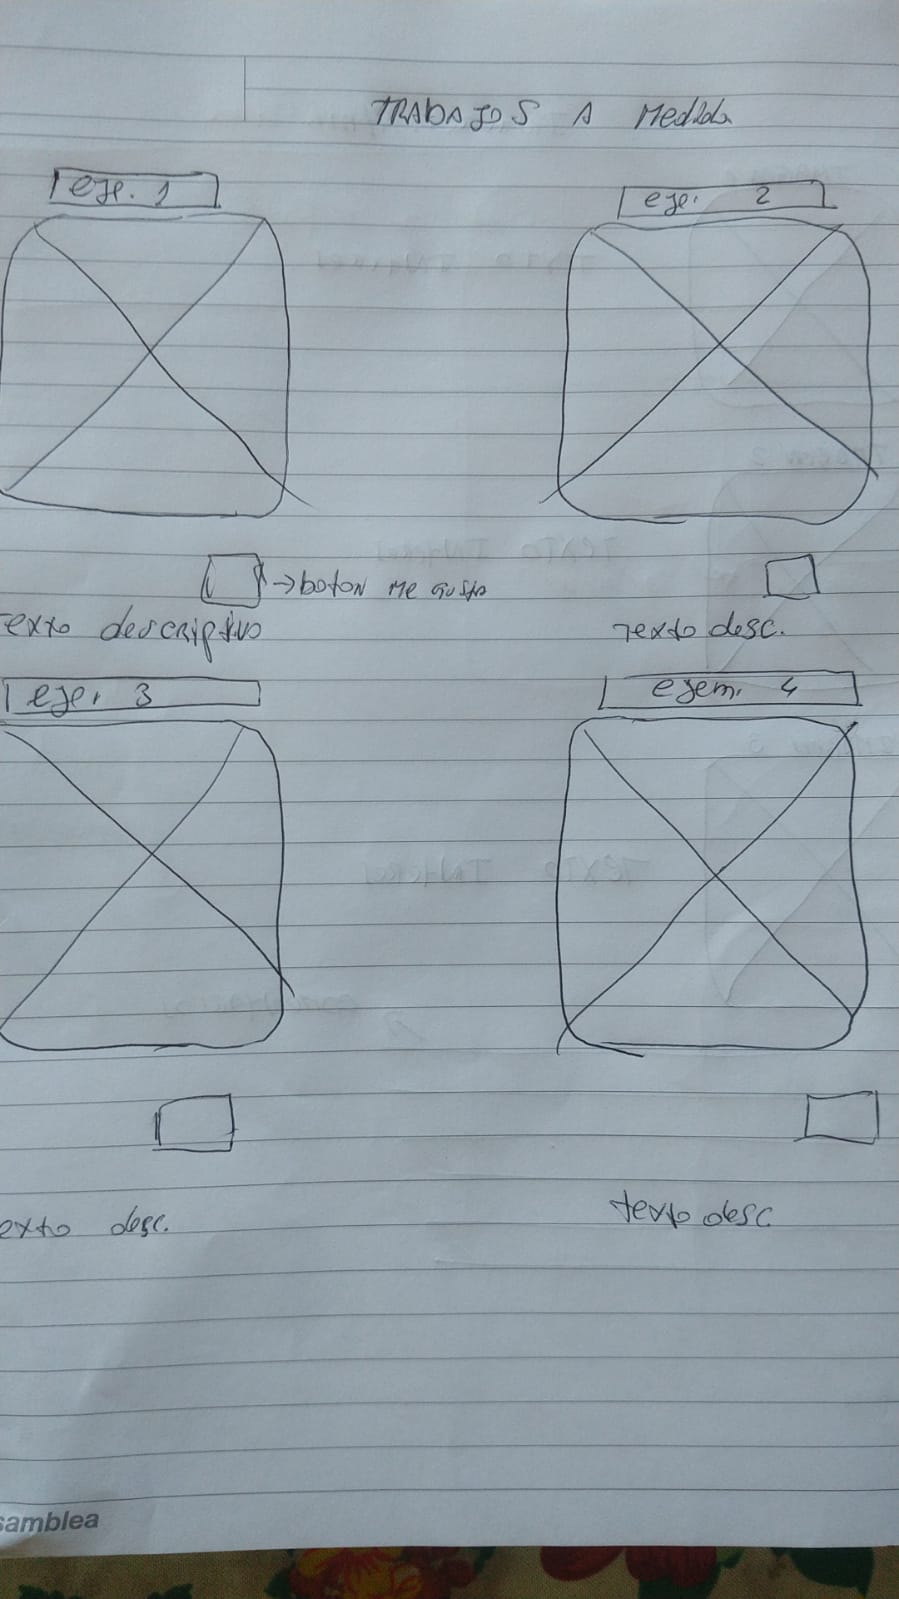 TRABAJOS A Medida
eje. 1
eje. 2
→boton Me Gusta
texto descriptivo
Texto desc.
eje. 3
ejem. 4
exto desc.
texto desc
samblea